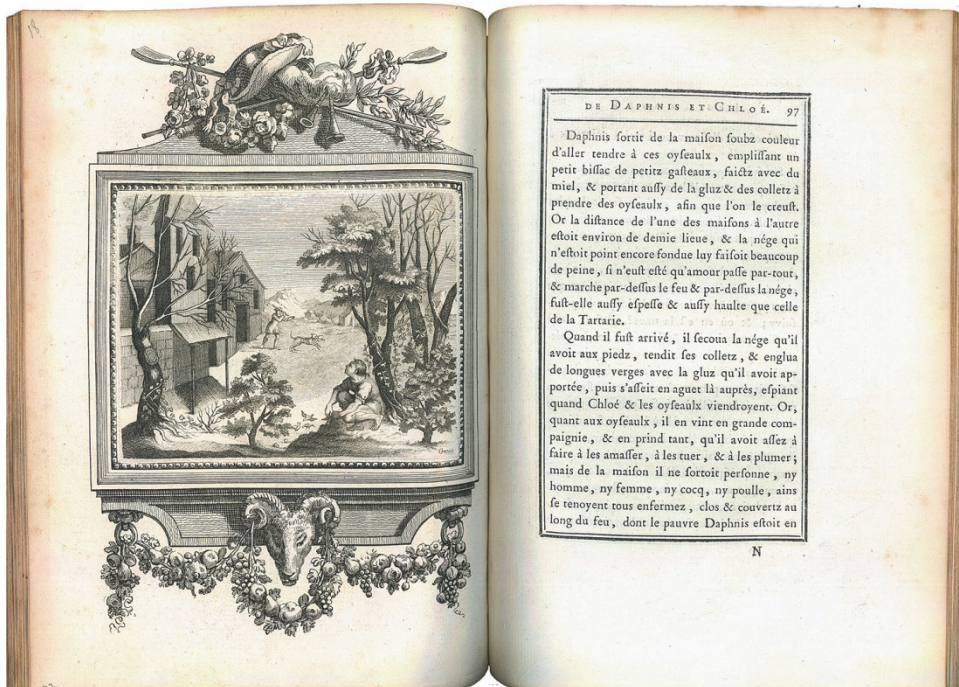 18
DE DAPHNIS ET CHLOÉ. 97
Daphnis ſortit de la maiſon ſoubz couleur
d'aller tendre à ces oyſeaulx, empliſſant un
petit biſſac de petitz gaſteaux, faictz avec du
miel, & portant auſſy de la gluz & des colletz à
prendre des oyſeaulx, afin que l'on le creuſt.
Or la diſtance de l'une des maiſons à l'autre
eſtoit environ de demie lieue, & la nége qui
n'eſtoit point encore fondue luy faiſoit beaucoup
de peine, ſi n'euſt eſté qu'amour paſſe par-tout,
& marche par-deſſus le feu & par-deſſus la nége,
fuſt-elle auſſy eſpeſſe & auſſy haulte que celle
de la Tartarie.
Quand il fuſt arrivé, il ſecoua la nége qu'il
avoit aux piedz, tendit ſes colletz, & englua
de longues verges avec la gluz qu'il avoit ap-
portée, puis s'aſſeit en aguet là auprès, eſpiant
quand Chloé & les oyſeaulx viendroyent. Or,
quant aux oyſeaulx, il en vint en grande com-
paignie, & en prind tant, qu'il avoit aſſez à
faire à les amaſſer, à les tuer, & à les plumer;
mais de la maiſon il ne ſortoit perſonne, ny
homme, ny femme, ny cocq, ny poulle, ains
ſe tenoyent tous enfermez, clos & couvertz au
long du feu, dont le pauvre Daphnis eſtoit en
N